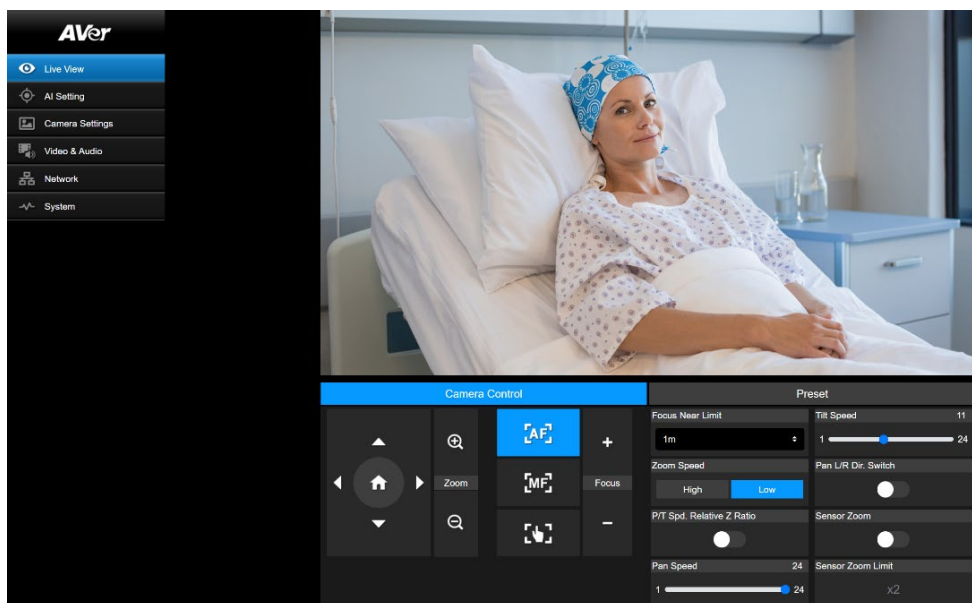 AVer
Live View
AI Setting
Camera Settings
Video & Audio
Network
System
Camera Control
Preset
Zoom
AF
MF
+
Focus
−
Focus Near Limit
1m
Tilt Speed 11
1 24
Zoom Speed
High Low
Pan L/R Dir. Switch
P/T Spd. Relative Z Ratio
Sensor Zoom
Pan Speed 24
1 24
Sensor Zoom Limit
x2